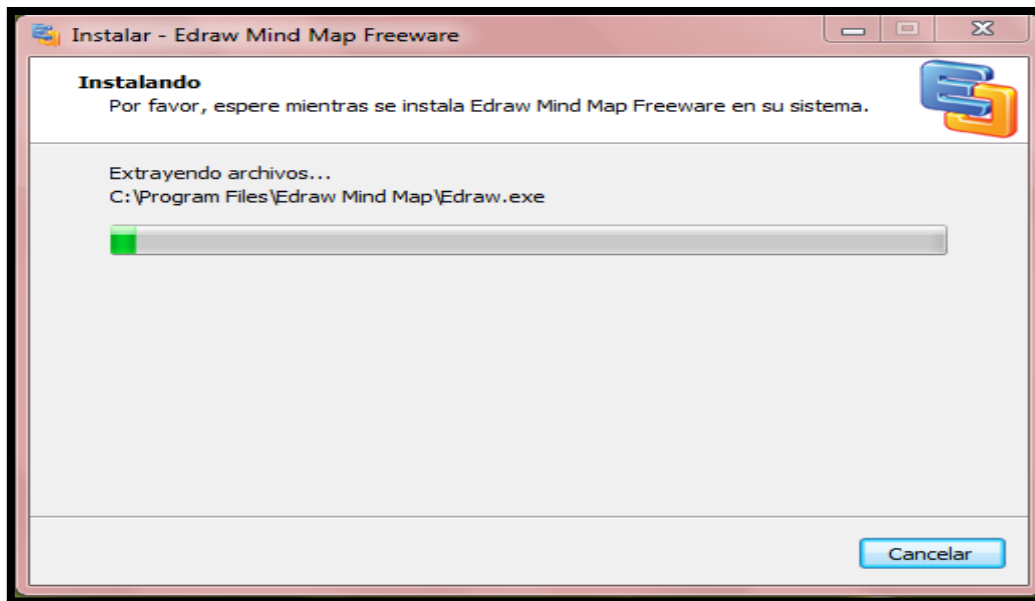 Instalar - Edraw Mind Map Freeware
Instalando
Por favor, espere mientras se instala Edraw Mind Map Freeware en su sistema.
Extrayendo archivos...
C:\Program Files\Edraw Mind Map\Edraw.exe
Cancelar